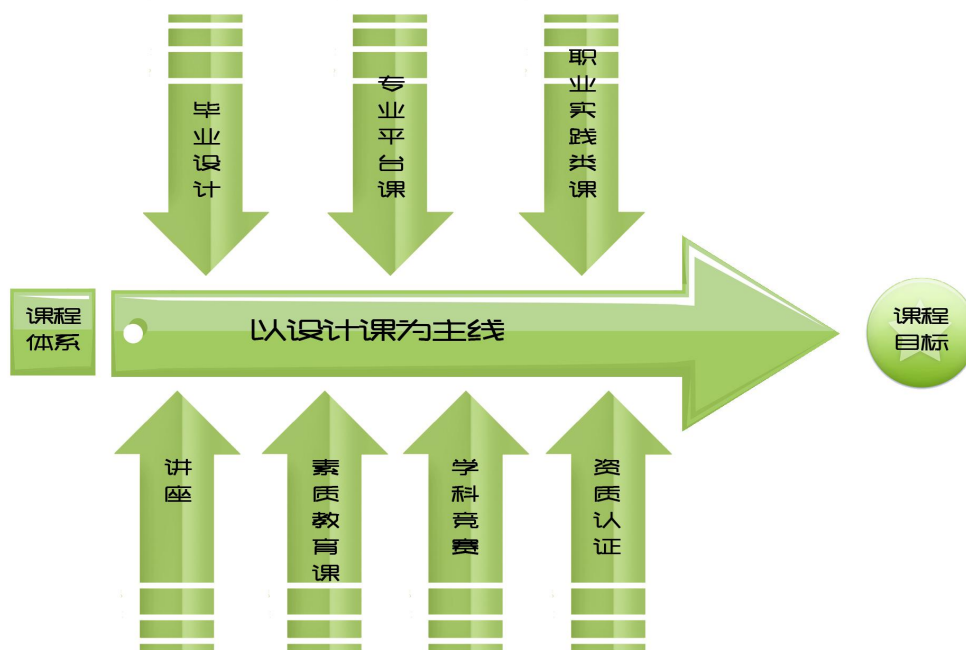 毕业设计
专业平台课
职业实践类课
课程
体系
以设计课为主线
课程
目标
讲座
素质教育课
学科竞赛
资质认证